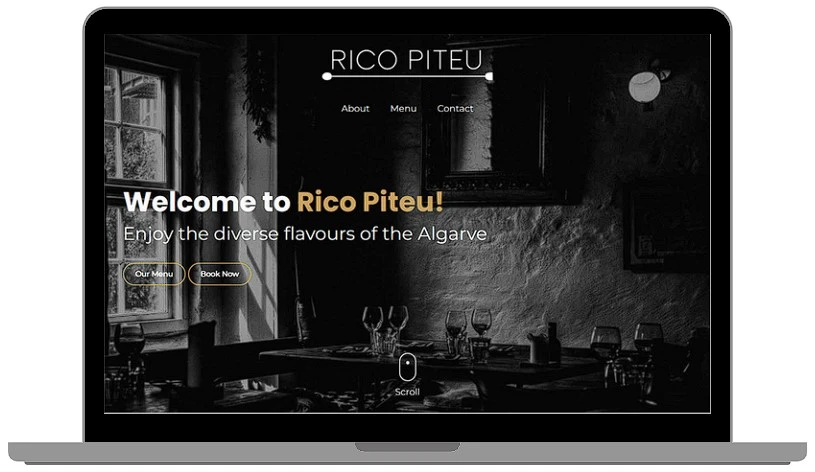 RICO PITEU
About Menu Contact
Welcome to Rico Piteu!
Enjoy the diverse flavours of the Algarve
Our Menu Book Now
Scroll